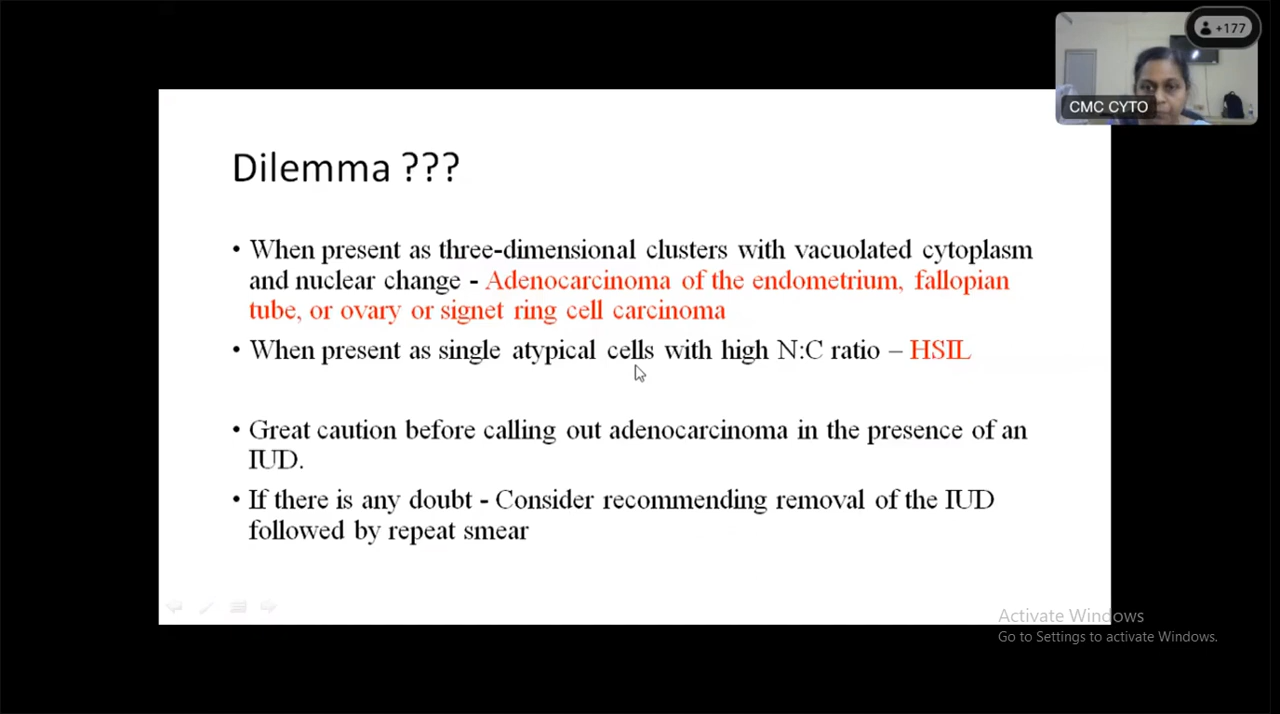 +177
CMC CYTO
Dilemma ???
• When present as three-dimensional clusters with vacuolated cytoplasm
and nuclear change - Adenocarcinoma of the endometrium, fallopian
tube, or ovary or signet ring cell carcinoma
• When present as single atypical cells with high N:C ratio – HSIL
• Great caution before calling out adenocarcinoma in the presence of an
IUD.
• If there is any doubt - Consider recommending removal of the IUD
followed by repeat smear
Activate Windows
Go to Settings to activate Windows.